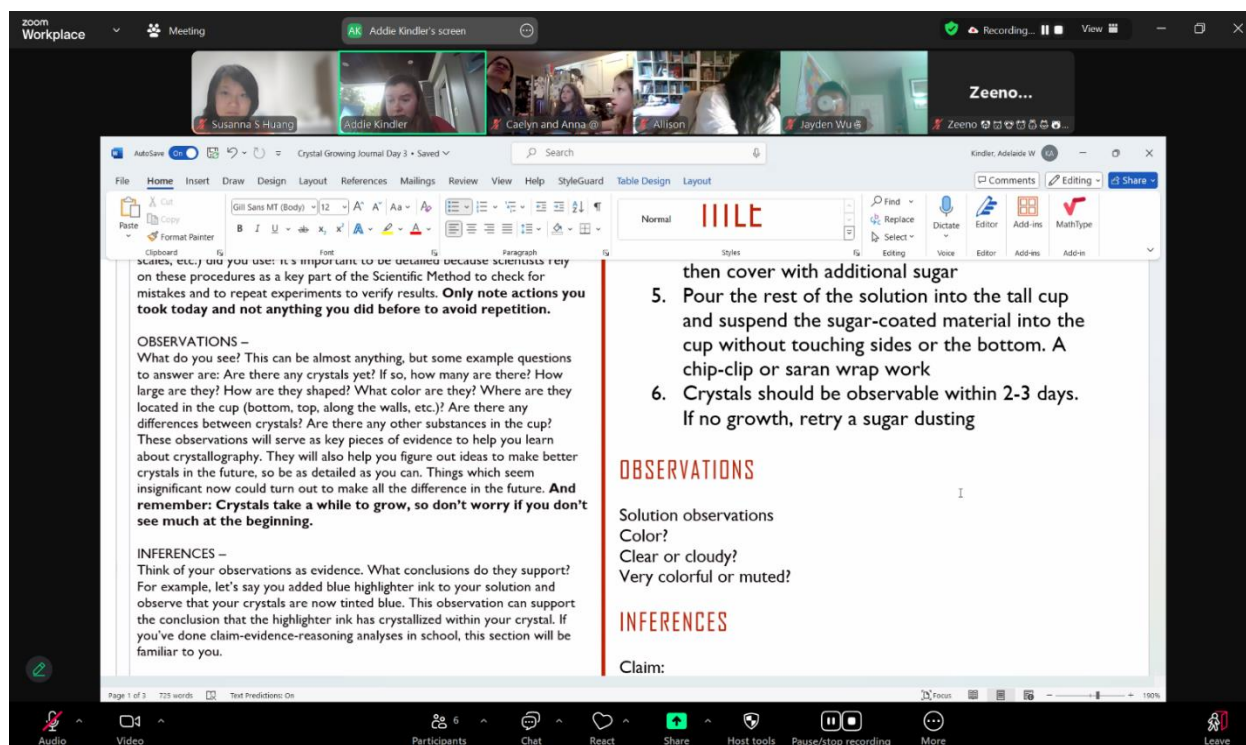 zoom
Workplace
Meeting
AK Addie Kindler's screen
Recording...
View
Susanna S Huang
Addie Kindler
Caelyn and Anna @
Allison
Jayden Wu
Zeeno...
Zeeno
AutoSave On
Crystal Growing Journal Day 3 • Saved
Search
Kindler, Adelaide W KA
File Home Insert Draw Design Layout References Mailings Review View Help StyleGuard Table Design Layout
Comments Editing Share
Paste
Cut
Copy
Format Painter
Gill Sans MT (Body) 12
Normal
TITLE
Find
Replace
Select
Dictate
Editor
Add-ins
MathType
Clipboard Font Paragraph Styles Editing Voice Editor Add-ins Add-in
scales, etc.) did you use? It's important to be detailed because scientists rely
on these procedures as a key part of the Scientific Method to check for
mistakes and to repeat experiments to verify results. Only note actions you
took today and not anything you did before to avoid repetition.
OBSERVATIONS –
What do you see? This can be almost anything, but some example questions
to answer are: Are there any crystals yet? If so, how many are there? How
large are they? How are they shaped? What color are they? Where are they
located in the cup (bottom, top, along the walls, etc.)? Are there any
differences between crystals? Are there any other substances in the cup?
These observations will serve as key pieces of evidence to help you learn
about crystallography. They will also help you figure out ideas to make better
crystals in the future, so be as detailed as you can. Things which seem
insignificant now could turn out to make all the difference in the future. And
remember: Crystals take a while to grow, so don't worry if you don't
see much at the beginning.
INFERENCES –
Think of your observations as evidence. What conclusions do they support?
For example, let's say you added blue highlighter ink to your solution and
observe that your crystals are now tinted blue. This observation can support
the conclusion that the highlighter ink has crystallized within your crystal. If
you've done claim-evidence-reasoning analyses in school, this section will be
familiar to you.
then cover with additional sugar
5. Pour the rest of the solution into the tall cup
and suspend the sugar-coated material into the
cup without touching sides or the bottom. A
chip-clip or saran wrap work
6. Crystals should be observable within 2-3 days.
If no growth, retry a sugar dusting
OBSERVATIONS
Solution observations
Color?
Clear or cloudy?
Very colorful or muted?
INFERENCES
Claim:
Page 1 of 3 725 words Text Predictions: On
Focus
190%
Audio
Video
Participants 6
Chat
React
Share
Host tools
Pause/stop recording
More
Leave